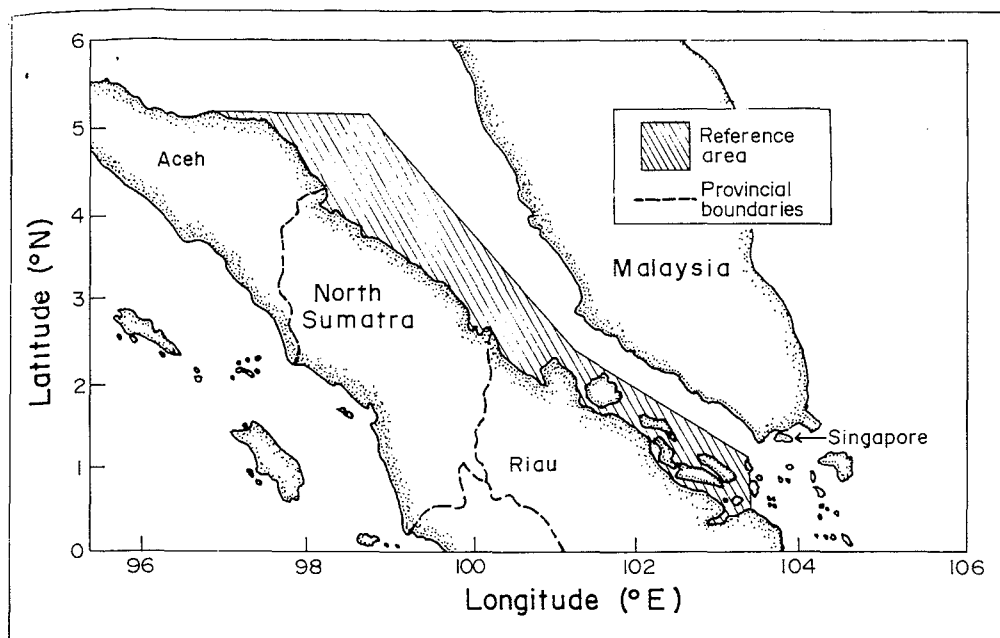 6
5
4
3
2
1
0
Latitude (°N)
96
98
100
102
104
106
Longitude (°E)
Aceh
North
Sumatra
Riau
Malaysia
Singapore
Reference
area
Provincial
boundaries